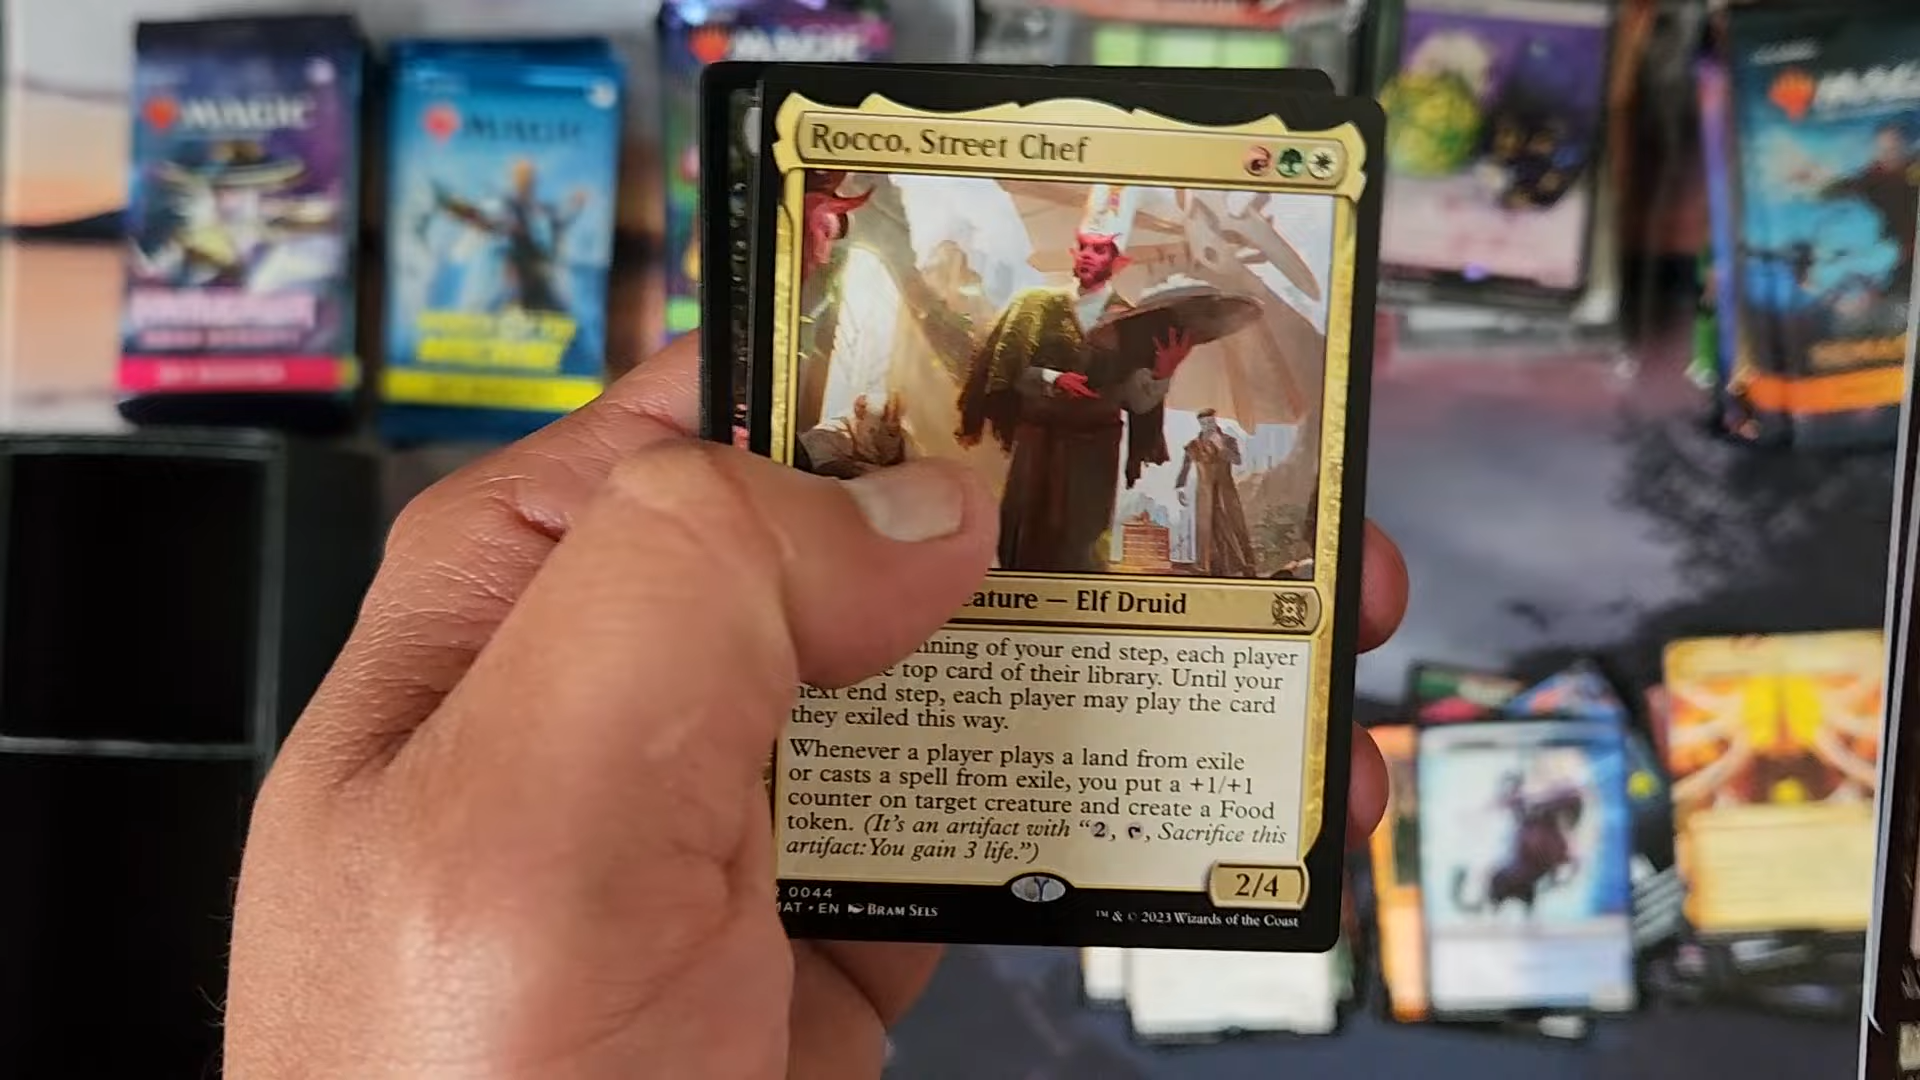 MAGIC
MAGIC
MAGIC
Rocco, Street Chef
eature — Elf Druid
nning of your end step, each player
top card of their library. Until your
next end step, each player may play the card
they exiled this way.
Whenever a player plays a land from exile
or casts a spell from exile, you put a +1/+1
counter on target creature and create a Food
token. (It's an artifact with “2, T, Sacrifice this
artifact: You gain 3 life.”)
2/4
R 0044
MAT • EN Bram Sels
™ & © 2023 Wizards of the Coast